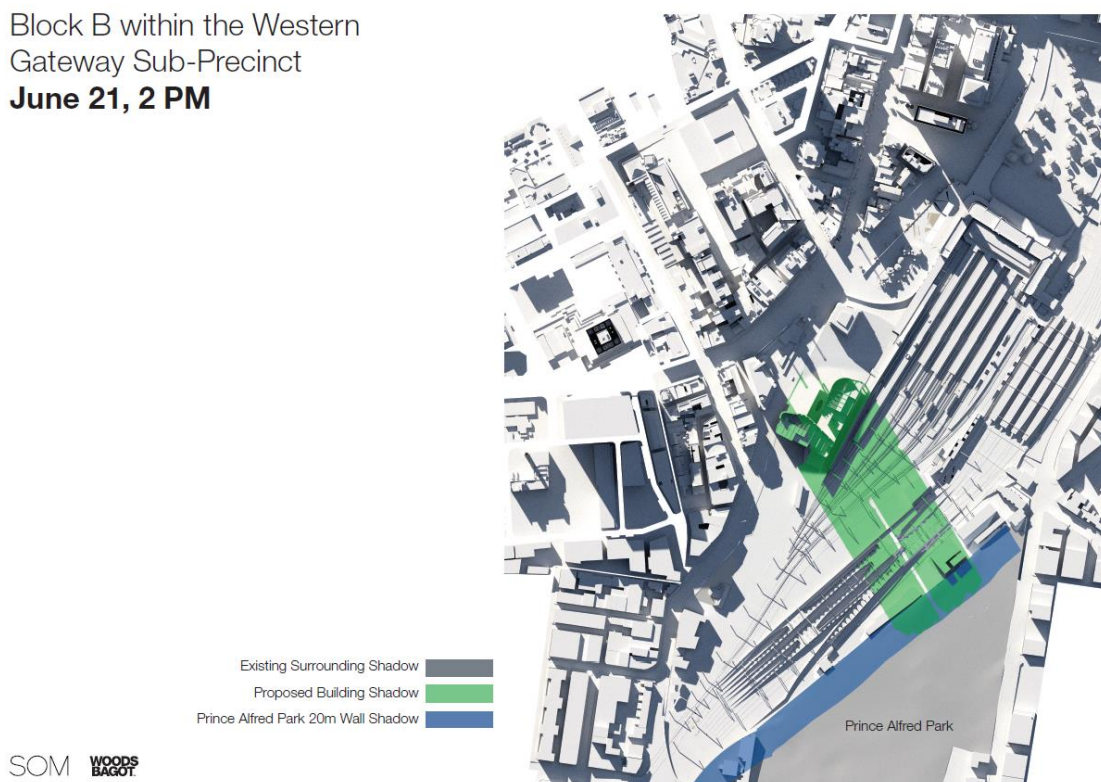 Block B within the Western
Gateway Sub-Precinct
June 21, 2 PM
Existing Surrounding Shadow
Proposed Building Shadow
Prince Alfred Park 20m Wall Shadow
Prince Alfred Park
SOM
WOODS
BAGOT